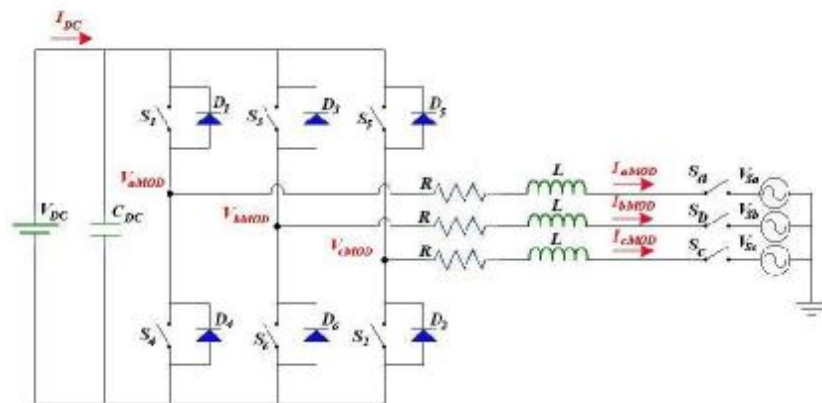 I_DC
S_1 D_1 S_3 D_3 S_5 D_5
V_aMOD R L I_aMOD S_a V_Sa
V_DC C_DC V_bMOD R L I_bMOD S_b V_Sb
V_cMOD R L I_cMOD S_c V_Sc
S_4 D_4 S_6 D_6 S_2 D_2